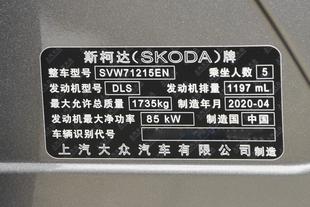 斯柯达(SKODA)牌
整车型号 SVW71215EN 乘坐人数 5
发动机型号 DLS 发动机排量 1197 mL
最大允许总质量 1735kg 制造年月 2020-04
发动机最大净功率 85 kW 制造国 中国
车辆识别代号
上汽大众汽车有限公司 制造